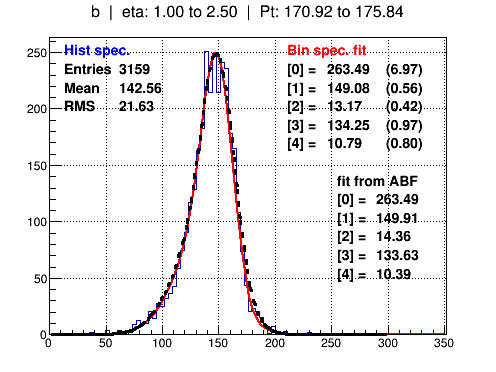 b | eta: 1.00 to 2.50 | Pt: 170.92 to 175.84
Hist spec.
Entries 3159
Mean 142.56
RMS 21.63
Bin spec. fit
[0] = 263.49 (6.97)
[1] = 149.08 (0.56)
[2] = 13.17 (0.42)
[3] = 134.25 (0.97)
[4] = 10.79 (0.80)
fit from ABF
[0] = 263.49
[1] = 149.91
[2] = 14.36
[3] = 133.63
[4] = 10.39
250
200
150
100
50
0
0 50 100 150 200 250 300 350